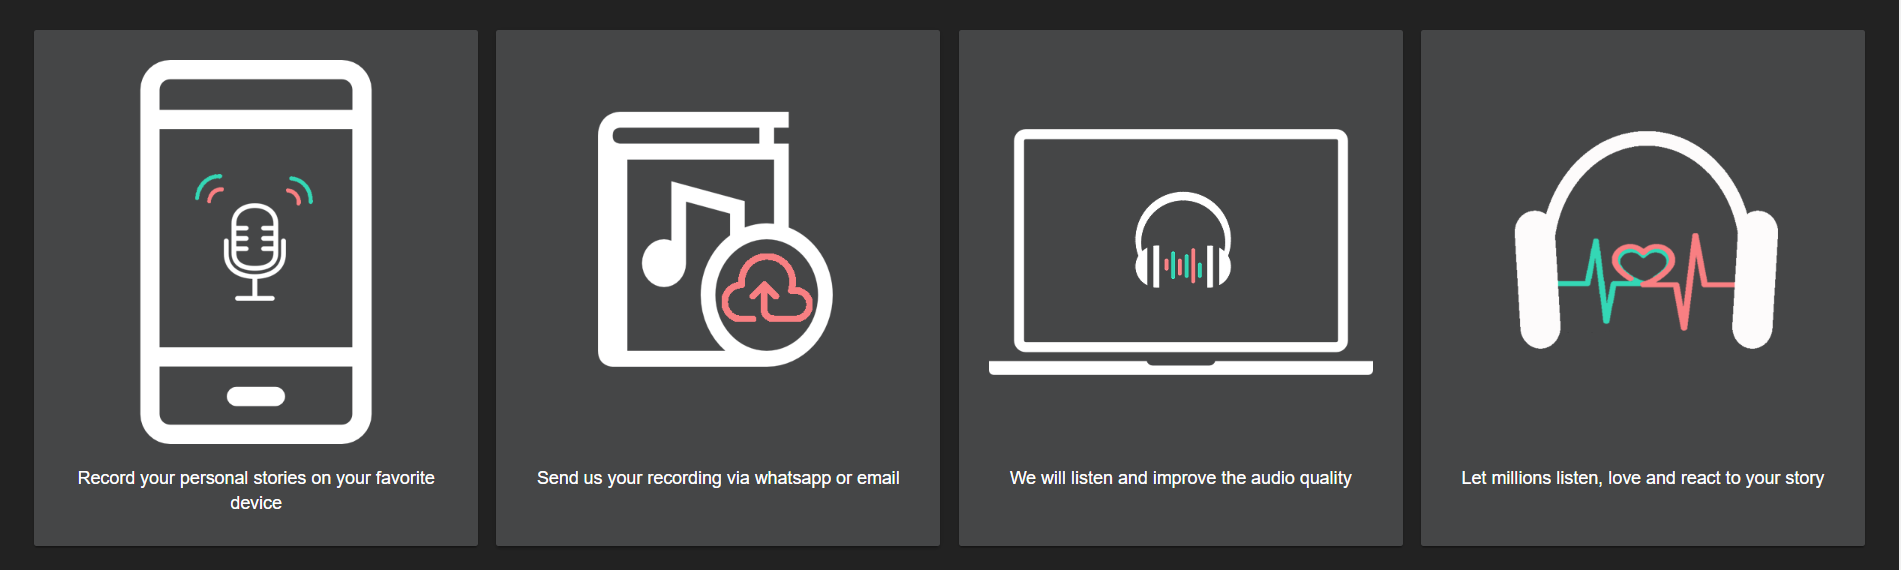 Record your personal stories on your favorite
device
Send us your recording via whatsapp or email
We will listen and improve the audio quality
Let millions listen, love and react to your story